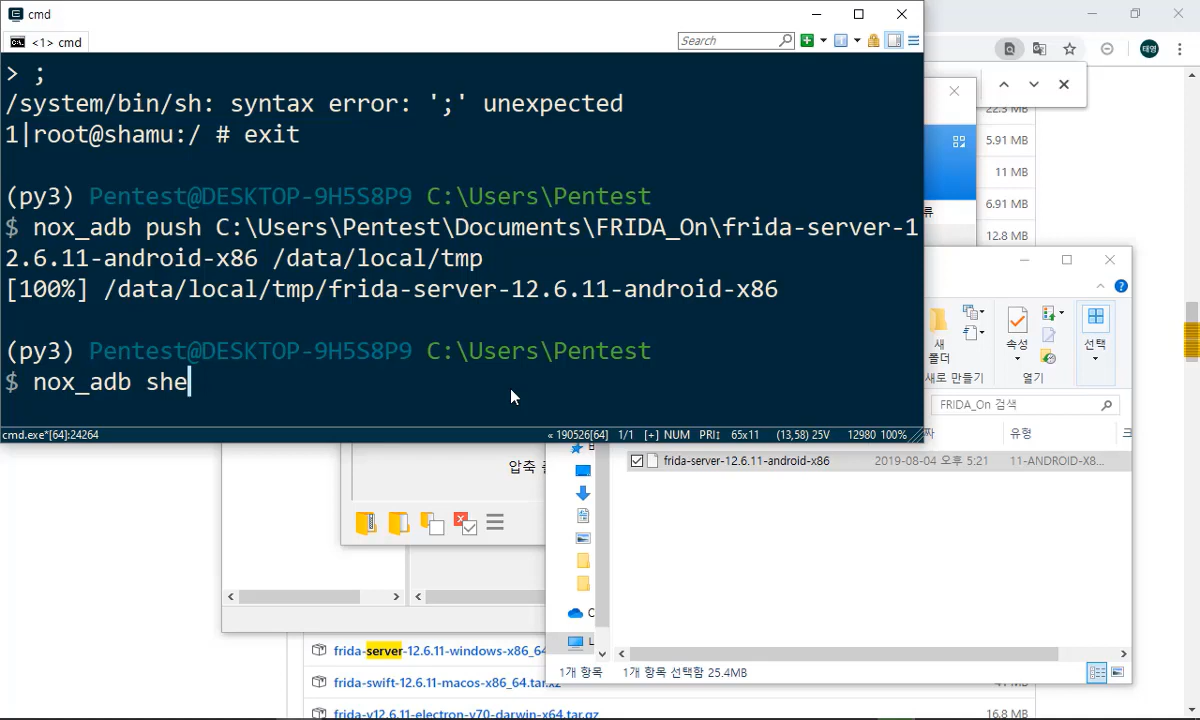 cmd
<1> cmd
Search
> ;
/system/bin/sh: syntax error: ';' unexpected
1|root@shamu:/ # exit
(py3) Pentest@DESKTOP-9H5S8P9 C:\Users\Pentest
$ nox_adb push C:\Users\Pentest\Documents\FRIDA_On\frida-server-1
2.6.11-android-x86 /data/local/tmp
[100%] /data/local/tmp/frida-server-12.6.11-android-x86
(py3) Pentest@DESKTOP-9H5S8P9 C:\Users\Pentest
$ nox_adb she
cmd.exe*[64]:24264
« 190526[64] 1/1 [+] NUM PRI↕ 65x11 (13,58) 25V 12980 100%
태영
22.3 MB
5.91 MB
11 MB
6.91 MB
12.8 MB
류
새
폴더
속성
선택
새로 만들기
열기
FRIDA_On 검색
짜
유형
frida-server-12.6.11-android-x86
2019-08-04 오후 5:21
11-ANDROID-X8...
압축
1개 항목
1개 항목 선택함 25.4MB
frida-server-12.6.11-windows-x86_64
frida-swift-12.6.11-macos-x86_64.tar.xz
41 MB
frida-v12.6.11-electron-v70-darwin-x64.tar.gz
16.8 MB